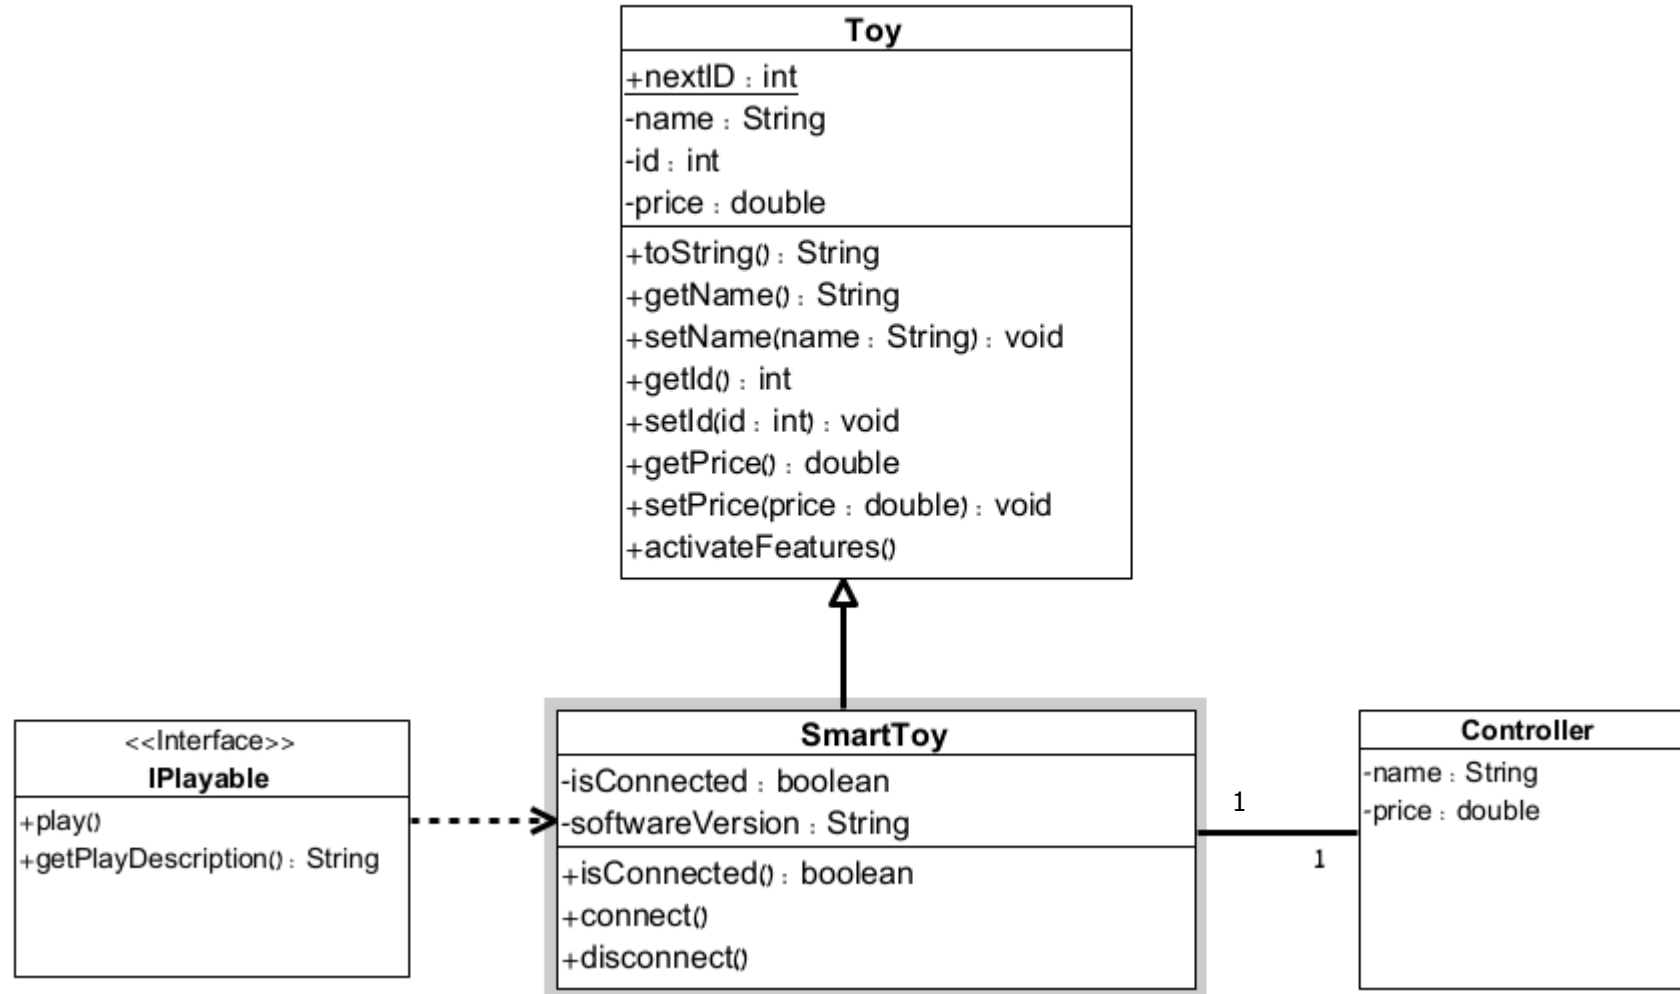 Toy
+nextID : int
-name : String
-id : int
-price : double
+toString() : String
+getName() : String
+setName(name : String) : void
+getId() : int
+setId(id : int) : void
+getPrice() : double
+setPrice(price : double) : void
+activateFeatures()
<<Interface>>
IPlayable
+play()
+getPlayDescription() : String
SmartToy
-isConnected : boolean
-softwareVersion : String
+isConnected() : boolean
+connect()
+disconnect()
1
1
Controller
-name : String
-price : double